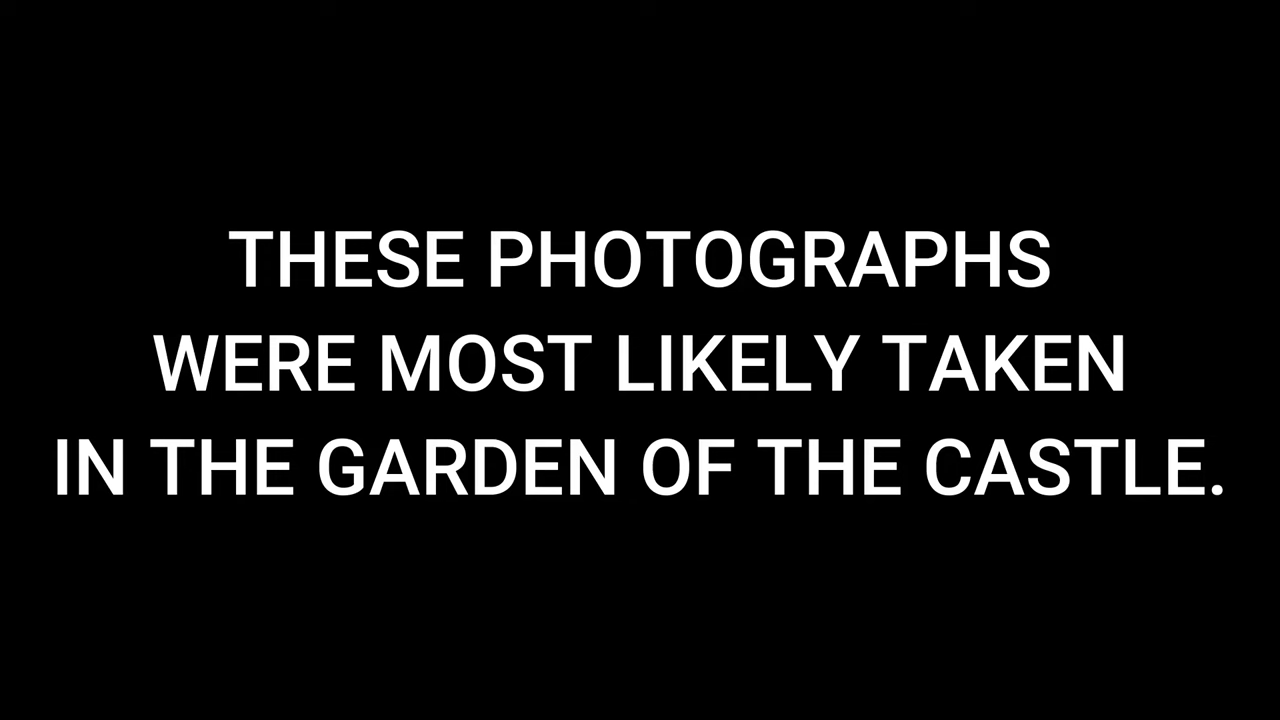 THESE PHOTOGRAPHS
WERE MOST LIKELY TAKEN
IN THE GARDEN OF THE CASTLE.